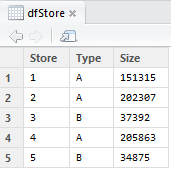 dfStore
Store Type Size
1 1 A 151315
2 2 A 202307
3 3 B 37392
4 4 A 205863
5 5 B 34875